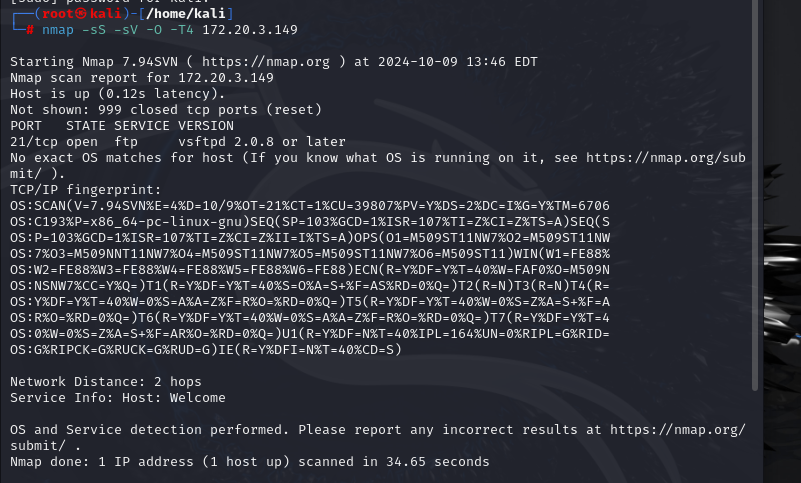 [sudo] password for kali:
┌──(root㉿kali)-[/home/kali]
└─# nmap -sS -sV -O -T4 172.20.3.149
Starting Nmap 7.94SVN ( https://nmap.org ) at 2024-10-09 13:46 EDT
Nmap scan report for 172.20.3.149
Host is up (0.12s latency).
Not shown: 999 closed tcp ports (reset)
PORT   STATE SERVICE VERSION
21/tcp open  ftp     vsftpd 2.0.8 or later
No exact OS matches for host (If you know what OS is running on it, see https://nmap.org/sub
mit/ ).
TCP/IP fingerprint:
OS:SCAN(V=7.94SVN%E=4%D=10/9%OT=21%CT=1%CU=39807%PV=Y%DS=2%DC=I%G=Y%TM=6706
OS:C193%P=x86_64-pc-linux-gnu)SEQ(SP=103%GCD=1%ISR=107%TI=Z%CI=Z%TS=A)SEQ(S
OS:P=103%GCD=1%ISR=107%TI=Z%CI=Z%II=I%TS=A)OPS(O1=M509ST11NW7%O2=M509ST11NW
OS:7%O3=M509NNT11NW7%O4=M509ST11NW7%O5=M509ST11NW7%O6=M509ST11)WIN(W1=FE88%
OS:W2=FE88%W3=FE88%W4=FE88%W5=FE88%W6=FE88)ECN(R=Y%DF=Y%T=40%W=FAF0%O=M509N
OS:NSNW7%CC=Y%Q=)T1(R=Y%DF=Y%T=40%S=O%A=S+%F=AS%RD=0%Q=)T2(R=N)T3(R=N)T4(R=
OS:Y%DF=Y%T=40%W=0%S=A%A=Z%F=R%O=%RD=0%Q=)T5(R=Y%DF=Y%T=40%W=0%S=Z%A=S+%F=A
OS:R%O=%RD=0%Q=)T6(R=Y%DF=Y%T=40%W=0%S=A%A=Z%F=R%O=%RD=0%Q=)T7(R=Y%DF=Y%T=4
OS:0%W=0%S=Z%A=S+%F=AR%O=%RD=0%Q=)U1(R=Y%DF=N%T=40%IPL=164%UN=0%RIPL=G%RID=
OS:G%RIPCK=G%RUCK=G%RUD=G)IE(R=Y%DFI=N%T=40%CD=S)
Network Distance: 2 hops
Service Info: Host: Welcome
OS and Service detection performed. Please report any incorrect results at https://nmap.org/
submit/ .
Nmap done: 1 IP address (1 host up) scanned in 34.65 seconds